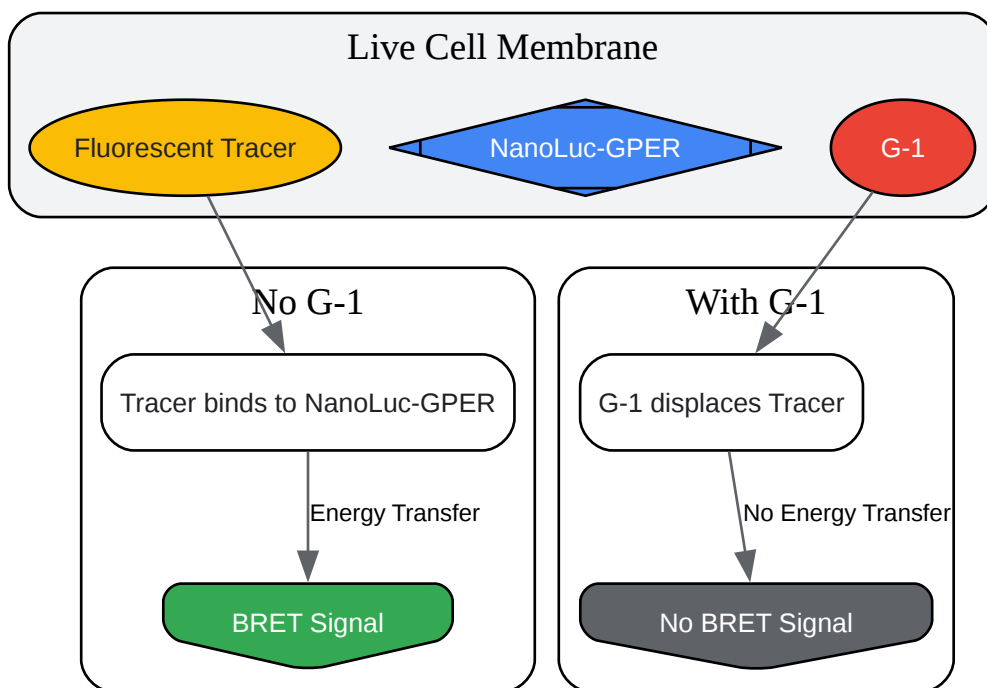 Live Cell Membrane
Fluorescent Tracer
NanoLuc-GPER
G-1
No G-1
With G-1
Tracer binds to NanoLuc-GPER
G-1 displaces Tracer
Energy Transfer
No Energy Transfer
BRET Signal
No BRET Signal